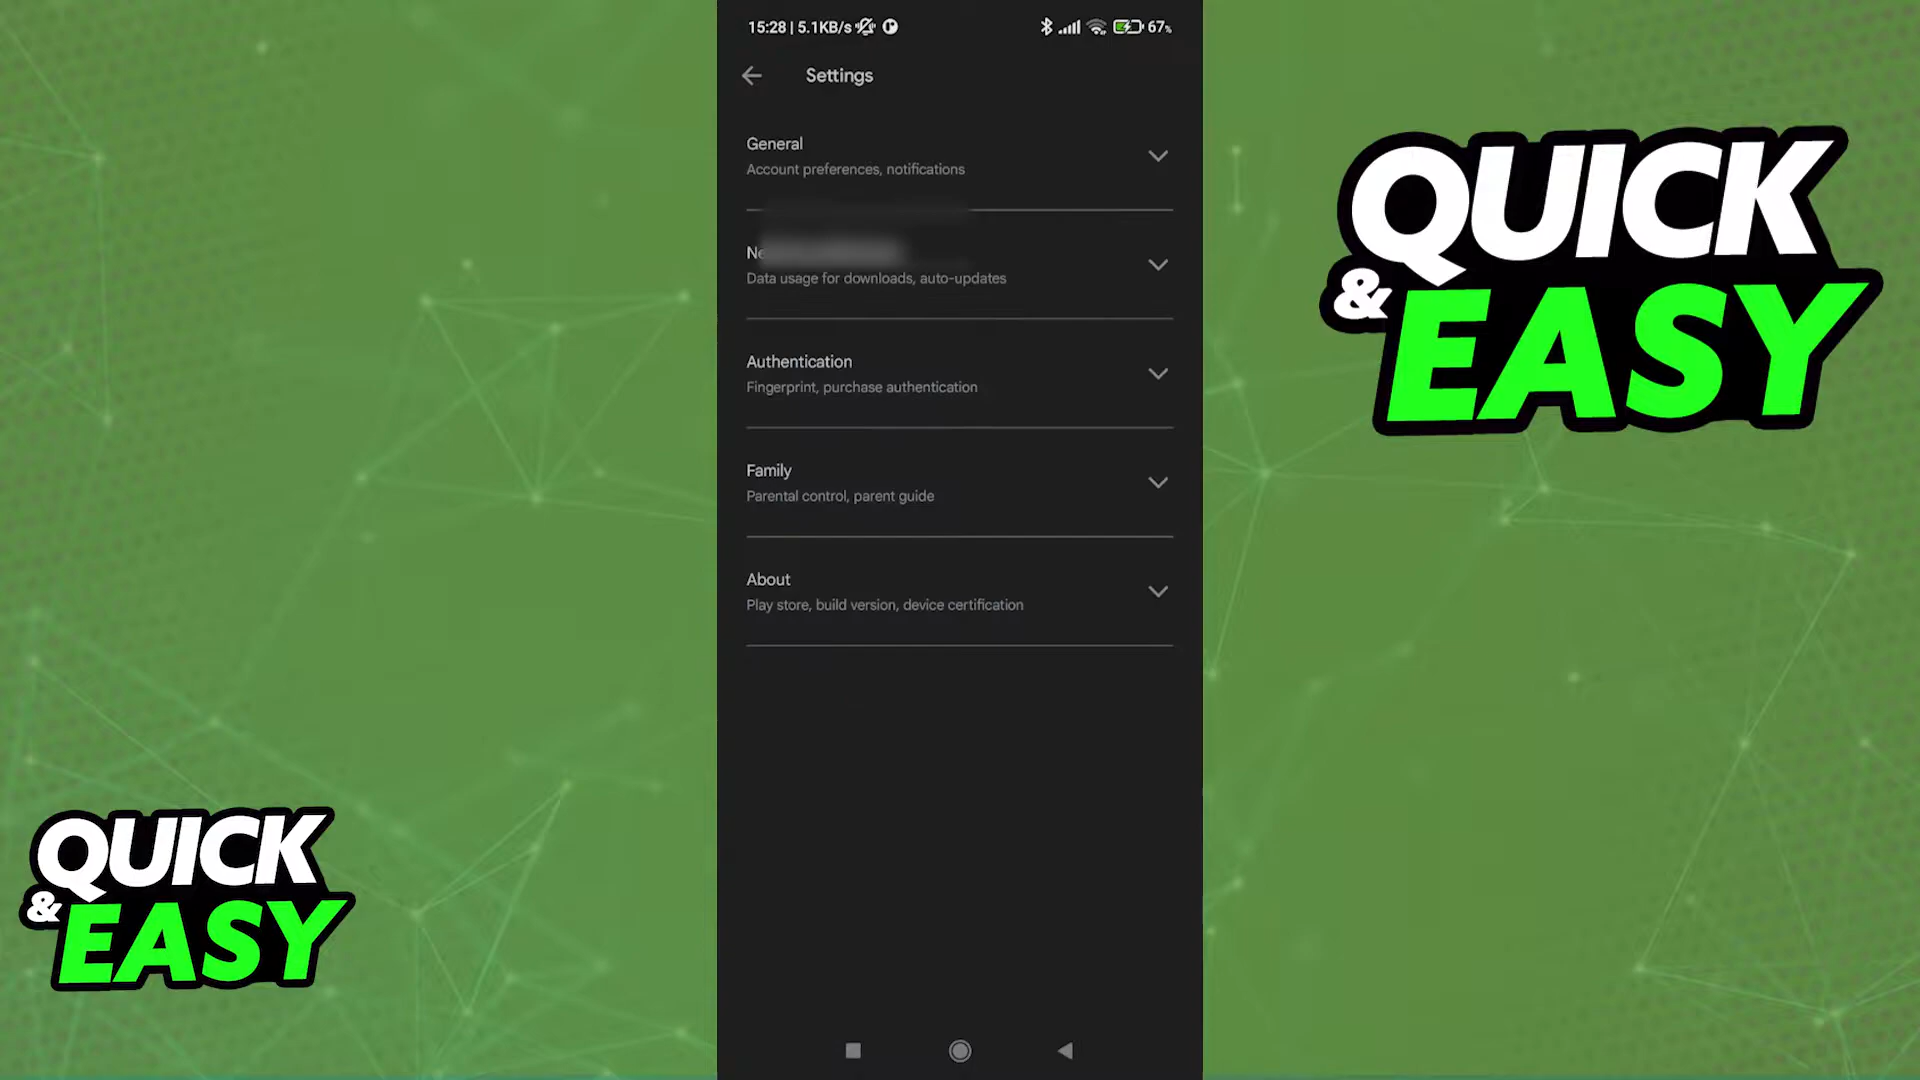 15:28 | 5.1KB/s 67%
Settings
General
Account preferences, notifications
Data usage for downloads, auto-updates
Authentication
Fingerprint, purchase authentication
Family
Parental control, parent guide
About
Play store, build version, device certification
QUICK
& EASY
QUICK
& EASY